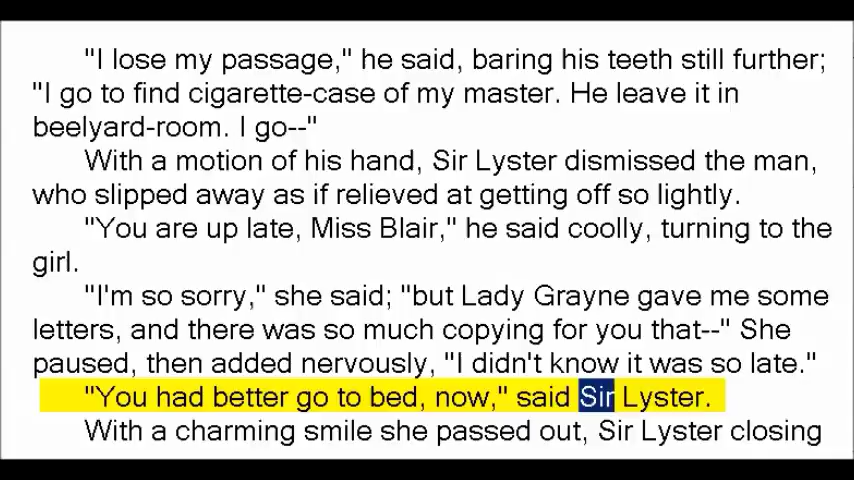 "I lose my passage," he said, baring his teeth still further;
"I go to find cigarette-case of my master. He leave it in
beelyard-room. I go--"
With a motion of his hand, Sir Lyster dismissed the man,
who slipped away as if relieved at getting off so lightly.
"You are up late, Miss Blair," he said coolly, turning to the
girl.
"I'm so sorry," she said; "but Lady Grayne gave me some
letters, and there was so much copying for you that--" She
paused, then added nervously, "I didn't know it was so late."
"You had better go to bed, now," said Sir Lyster.
With a charming smile she passed out, Sir Lyster closing